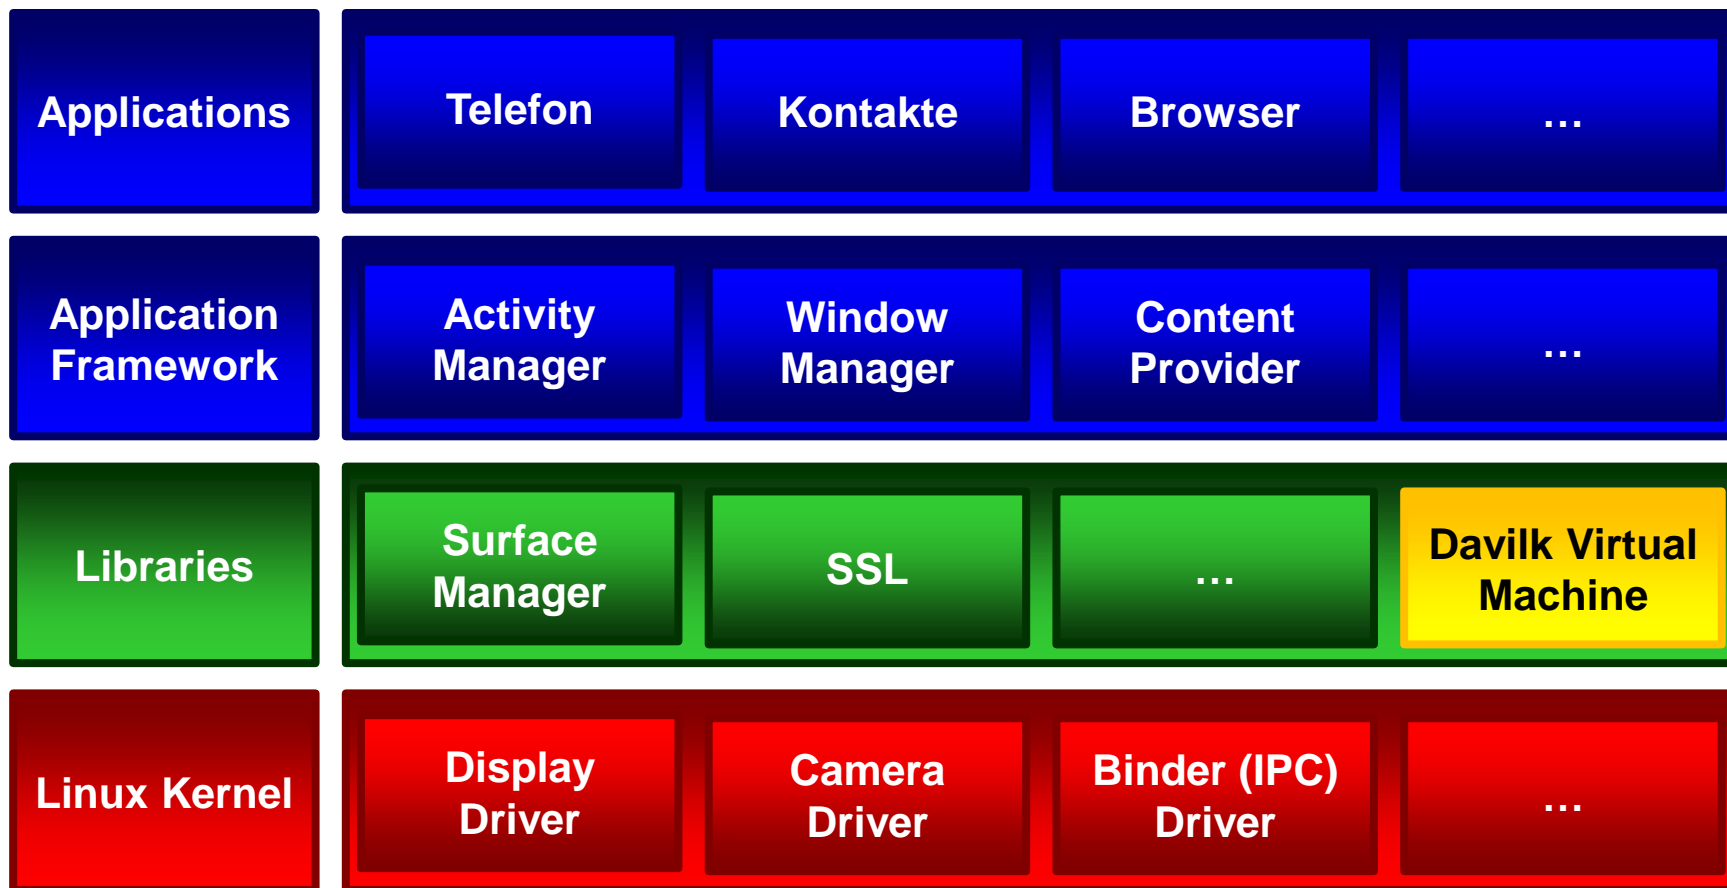 Applications
Telefon
Kontakte
Browser
…
Application
Framework
Activity
Manager
Window
Manager
Content
Provider
…
Libraries
Surface
Manager
SSL
…
Davilk Virtual
Machine
Linux Kernel
Display
Driver
Camera
Driver
Binder (IPC)
Driver
…